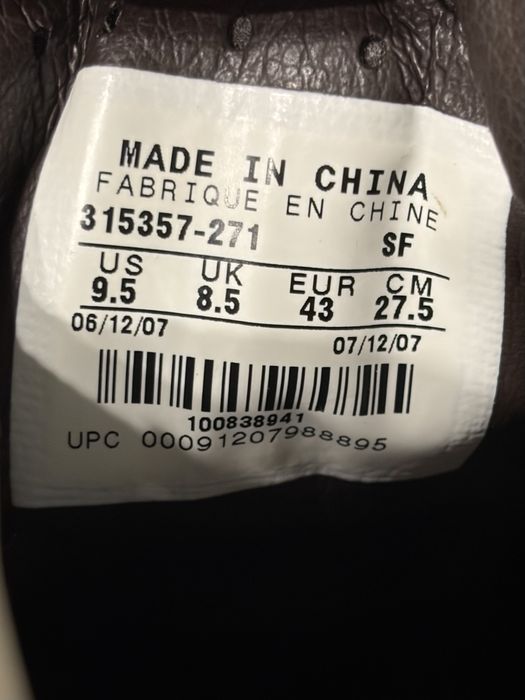 MADE IN CHINA
FABRIQUE EN CHINE
315357-271 SF
US UK EUR CM
9.5 8.5 43 27.5
06/12/07 07/12/07
100838941
UPC 00091207988895